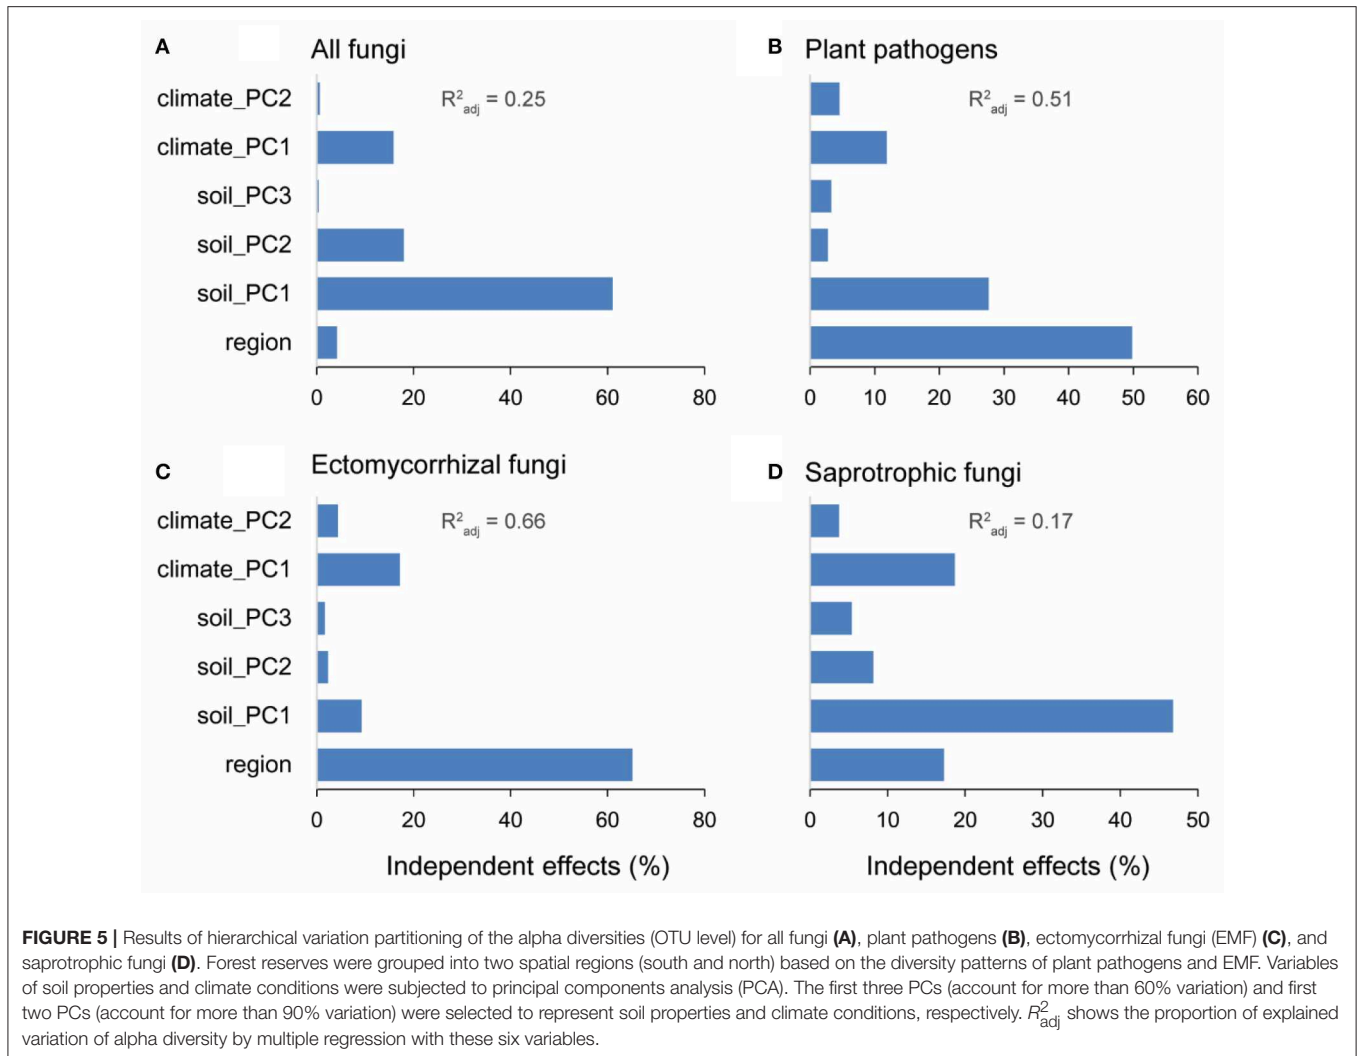 A All fungi
climate_PC2
R²adj = 0.25
climate_PC1
soil_PC3
soil_PC2
soil_PC1
region
0 20 40 60 80
B Plant pathogens
R²adj = 0.51
0 10 20 30 40 50 60
C Ectomycorrhizal fungi
climate_PC2
R²adj = 0.66
climate_PC1
soil_PC3
soil_PC2
soil_PC1
region
0 20 40 60 80
Independent effects (%)
D Saprotrophic fungi
R²adj = 0.17
0 10 20 30 40 50
Independent effects (%)
FIGURE 5 | Results of hierarchical variation partitioning of the alpha diversities (OTU level) for all fungi (A), plant pathogens (B), ectomycorrhizal fungi (EMF) (C), and
saprotrophic fungi (D). Forest reserves were grouped into two spatial regions (south and north) based on the diversity patterns of plant pathogens and EMF. Variables
of soil properties and climate conditions were subjected to principal components analysis (PCA). The first three PCs (account for more than 60% variation) and first
two PCs (account for more than 90% variation) were selected to represent soil properties and climate conditions, respectively. R²adj shows the proportion of explained
variation of alpha diversity by multiple regression with these six variables.